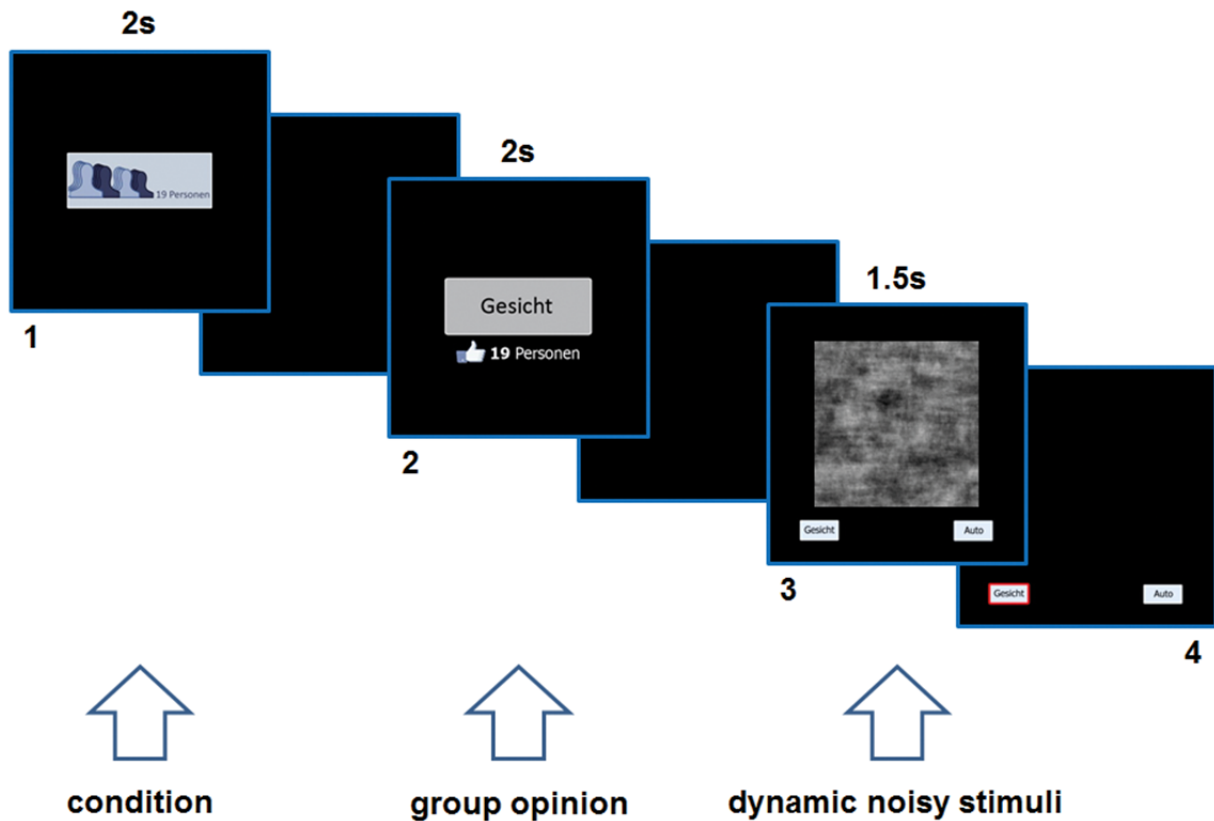 2s
19 Personen
1
2s
Gesicht
19 Personen
2
1.5s
Gesicht Auto
3
Gesicht Auto
4
condition group opinion dynamic noisy stimuli